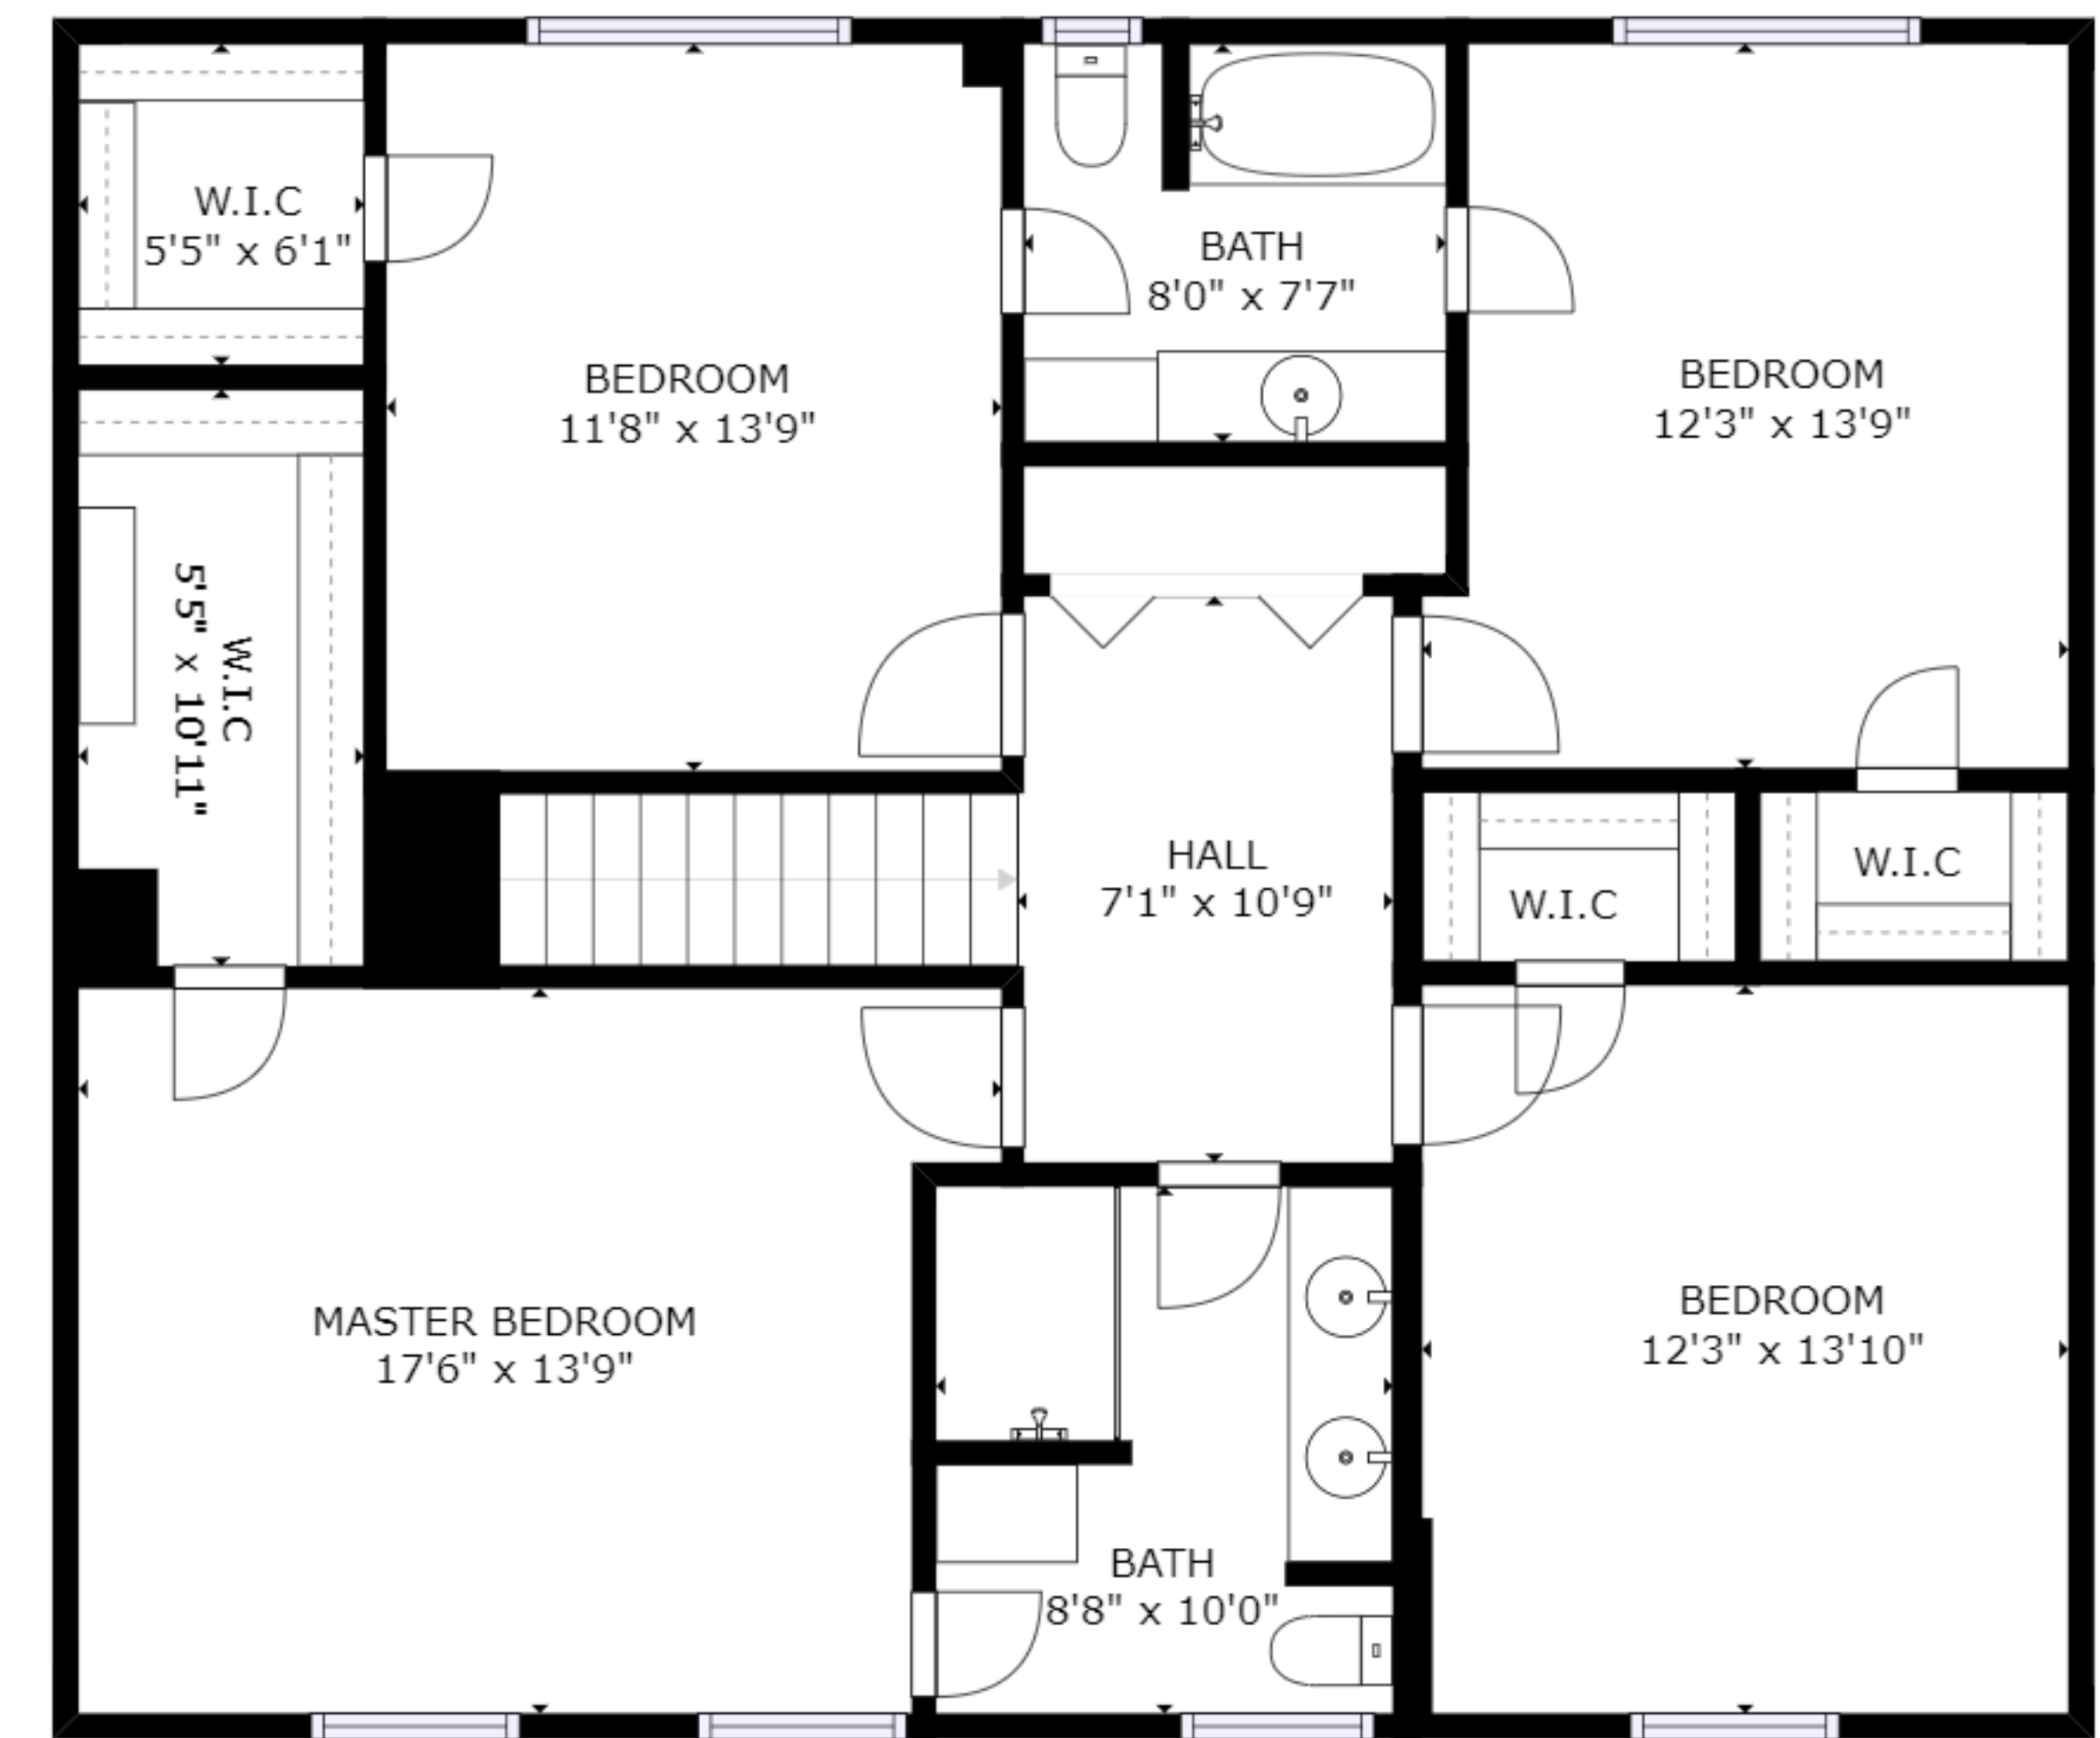 W.I.C
5'5" x 6'1"
BEDROOM
11'8" x 13'9"
BATH
8'0" x 7'7"
BEDROOM
12'3" x 13'9"
W.I.C
5'5" x 10'11"
HALL
7'1" x 10'9"
W.I.C
W.I.C
MASTER BEDROOM
17'6" x 13'9"
BATH
8'8" x 10'0"
BEDROOM
12'3" x 13'10"